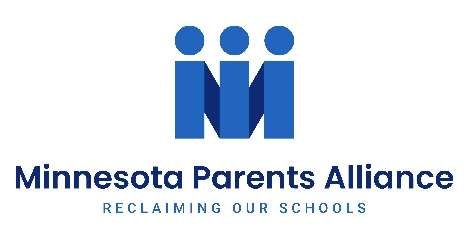 Minnesota Parents Alliance
RECLAIMING OUR SCHOOLS